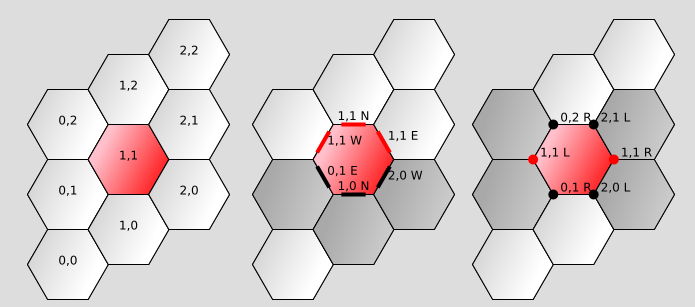 2,2
1,2
0,2
2,1
1,1
0,1
2,0
1,0
0,0
1,1 N
1,1 W
1,1 E
0,1 E
2,0 W
1,0 N
0,2 R
2,1 L
1,1 L
1,1 R
0,1 R
2,0 L